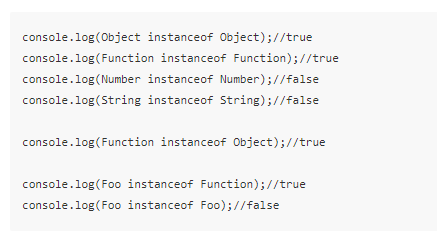 console.log(Object instanceof Object);//true
console.log(Function instanceof Function);//true
console.log(Number instanceof Number);//false
console.log(String instanceof String);//false
console.log(Function instanceof Object);//true
console.log(Foo instanceof Function);//true
console.log(Foo instanceof Foo);//false